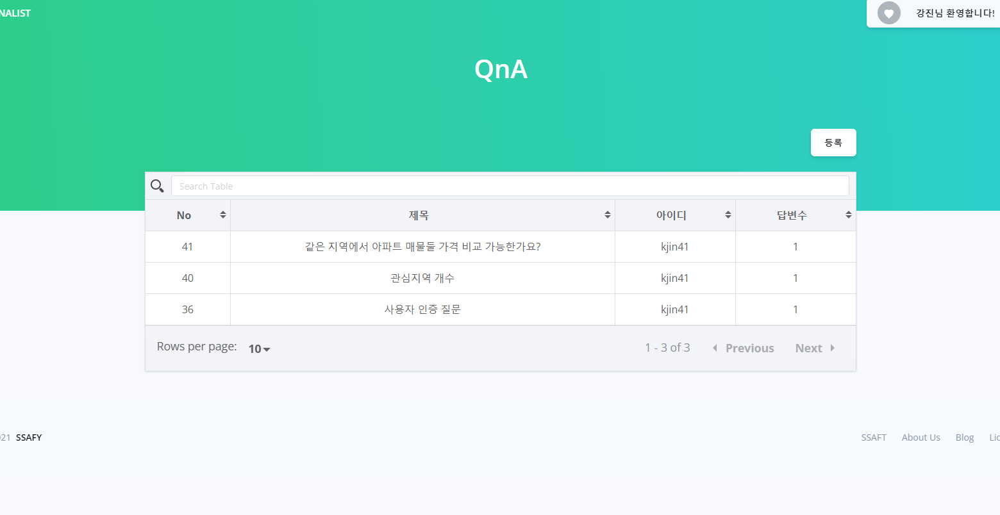 NALIST
강진님 환영합니다!
QnA
등록
Search Table
No 제목 아이디 답변수
41 같은 지역에서 아파트 매물들 가격 비교 가능한가요? kjin41 1
40 관심지역 개수 kjin41 1
36 사용자 인증 질문 kjin41 1
Rows per page: 10 1 - 3 of 3 Previous Next
21 SSAFY
SSAFT About Us Blog Lic